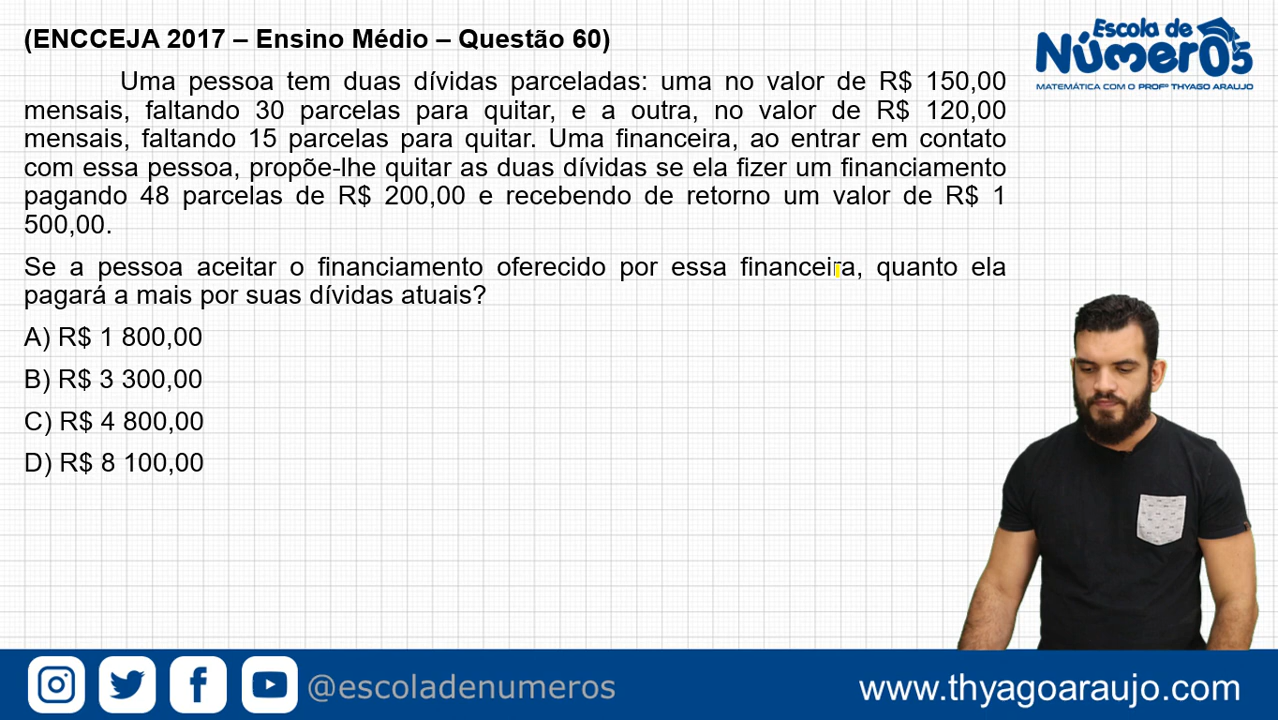 (ENCCEJA 2017 – Ensino Médio – Questão 60)
Uma pessoa tem duas dívidas parceladas: uma no valor de R$ 150,00
mensais, faltando 30 parcelas para quitar, e a outra, no valor de R$ 120,00
mensais, faltando 15 parcelas para quitar. Uma financeira, ao entrar em contato
com essa pessoa, propõe-lhe quitar as duas dívidas se ela fizer um financiamento
pagando 48 parcelas de R$ 200,00 e recebendo de retorno um valor de R$ 1
500,00.
Se a pessoa aceitar o financiamento oferecido por essa financeira, quanto ela
pagará a mais por suas dívidas atuais?
A) R$ 1 800,00
B) R$ 3 300,00
C) R$ 4 800,00
D) R$ 8 100,00
Escola de
Números
MATEMÁTICA COM O PROFº THYAGO ARAUJO
@escoladenumeros
www.thyagoaraujo.com